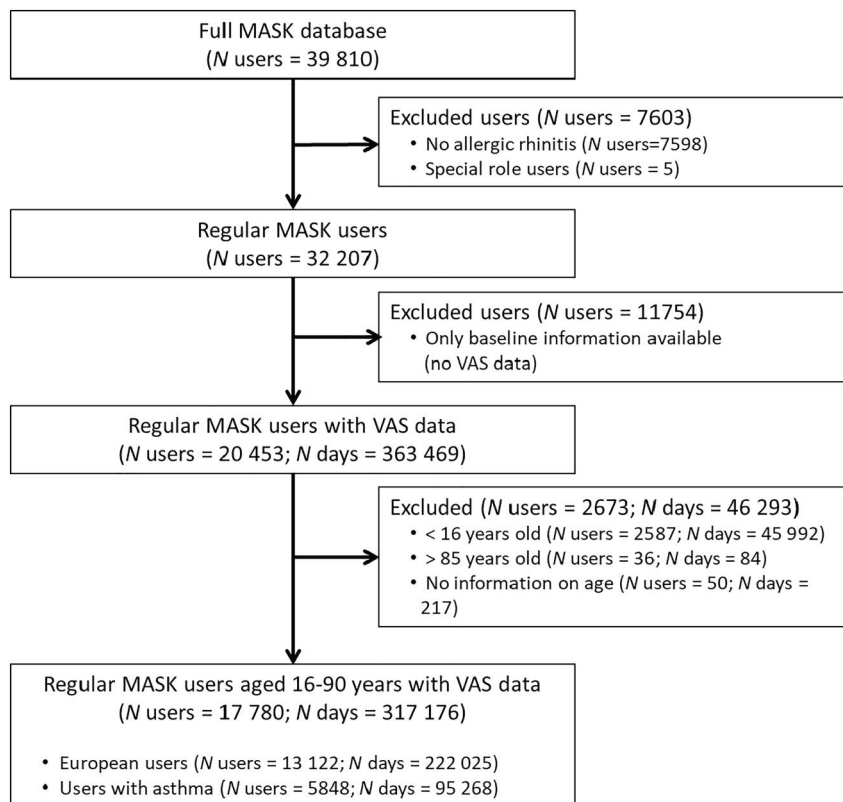 Full MASK database
(N users = 39 810)
Excluded users (N users = 7603)
• No allergic rhinitis (N users=7598)
• Special role users (N users = 5)
Regular MASK users
(N users = 32 207)
Excluded users (N users = 11754)
• Only baseline information available
(no VAS data)
Regular MASK users with VAS data
(N users = 20 453; N days = 363 469)
Excluded (N users = 2673; N days = 46 293)
• < 16 years old (N users = 2587; N days = 45 992)
• > 85 years old (N users = 36; N days = 84)
• No information on age (N users = 50; N days =
217)
Regular MASK users aged 16-90 years with VAS data
(N users = 17 780; N days = 317 176)
• European users (N users = 13 122; N days = 222 025)
• Users with asthma (N users = 5848; N days = 95 268)